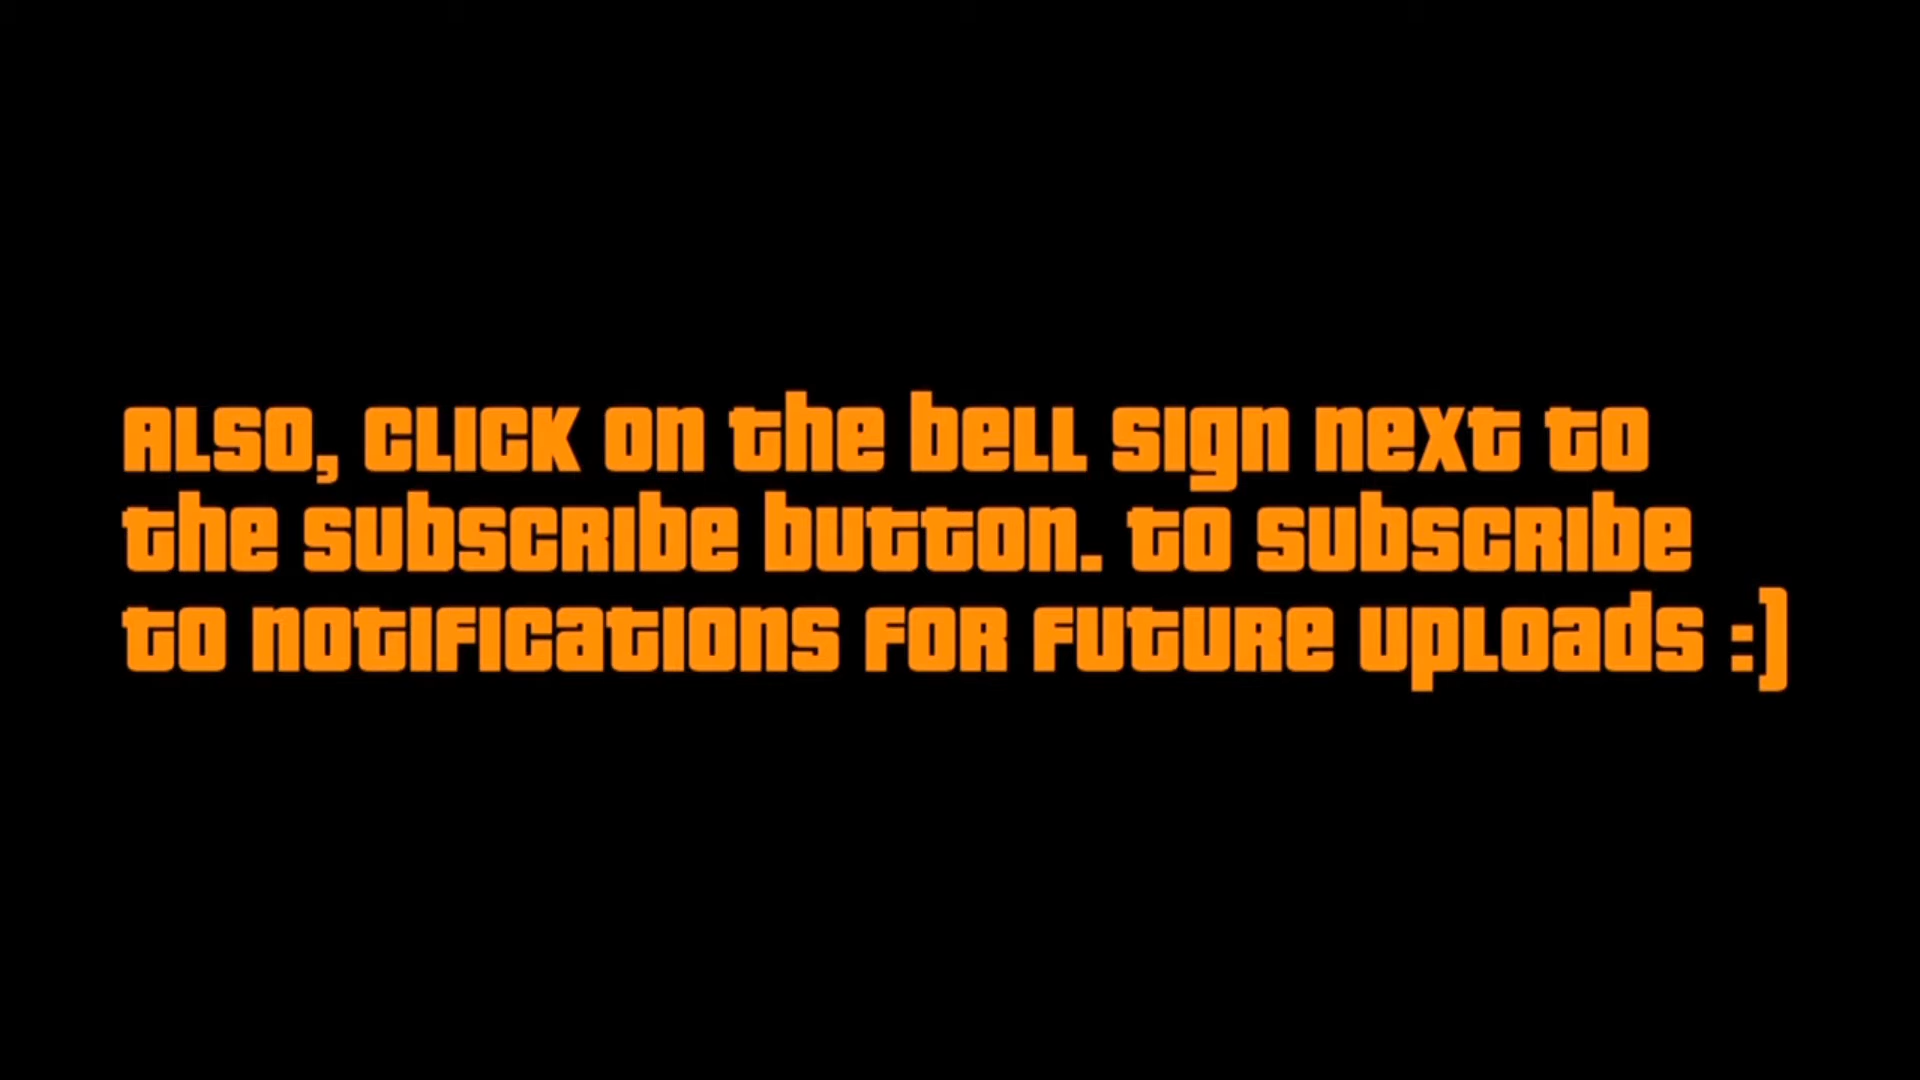 Also, click on the bell sign next to
the subscribe button. To subscribe
to notifications for future uploads :)